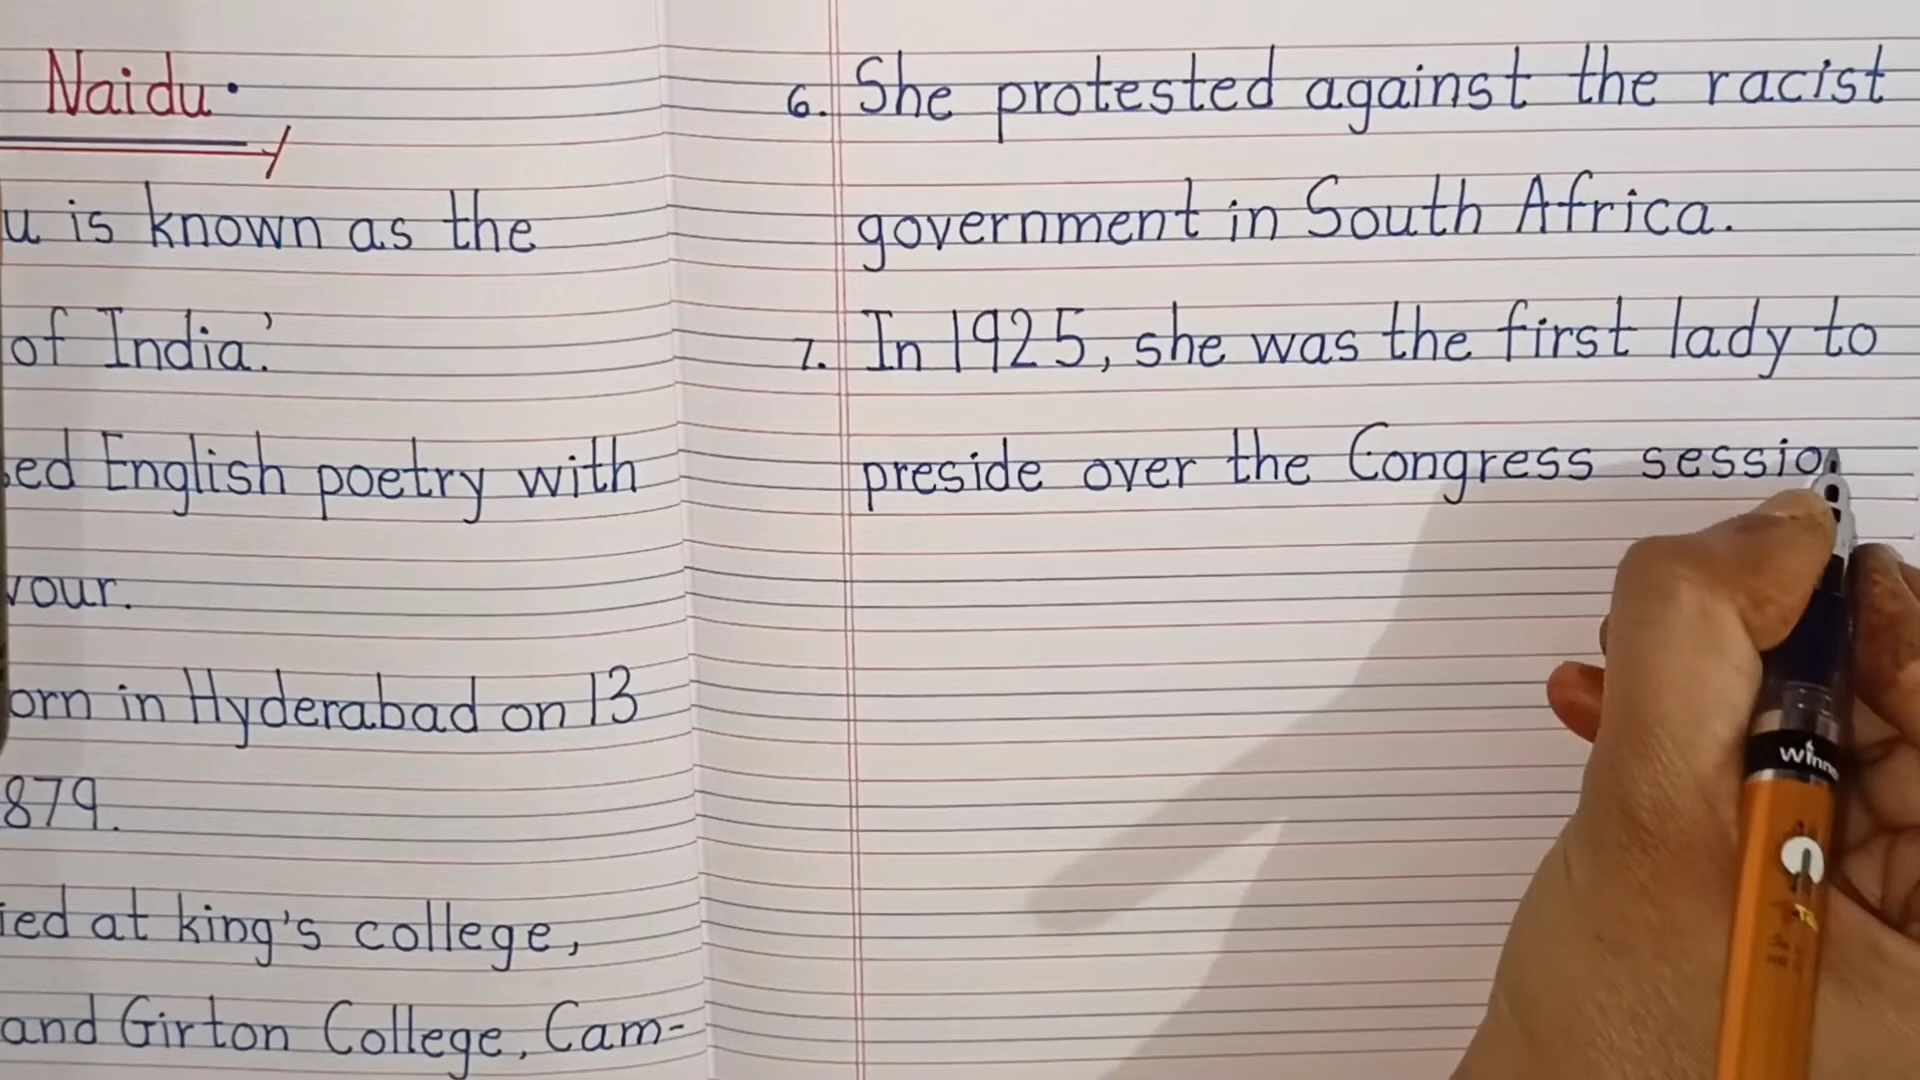 Naidu.
u is known as the
of India.'
ed English poetry with
vour.
orn in Hyderabad on 13
879.
ied at king's college,
and Girton College, Cam-
6. She protested against the racist
government in South Africa.
7. In 1925, she was the first lady to
preside over the Congress sessio